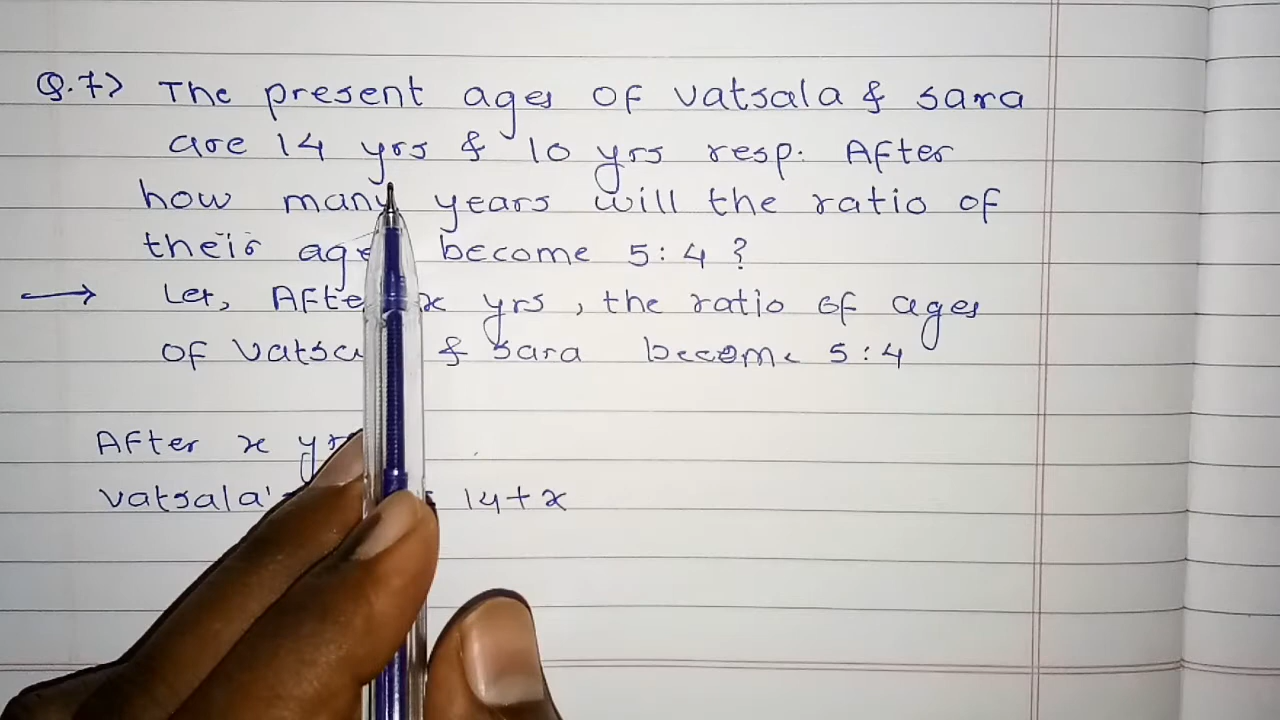 Q.7> The present ages of vatsala & sara
are 14 yrs & 10 yrs resp. After
how many years will the ratio of
their age become 5:4 ?
→ Let, After x yrs, the ratio of ages
of & sara become 5:4
After x
vatsala's 14+x